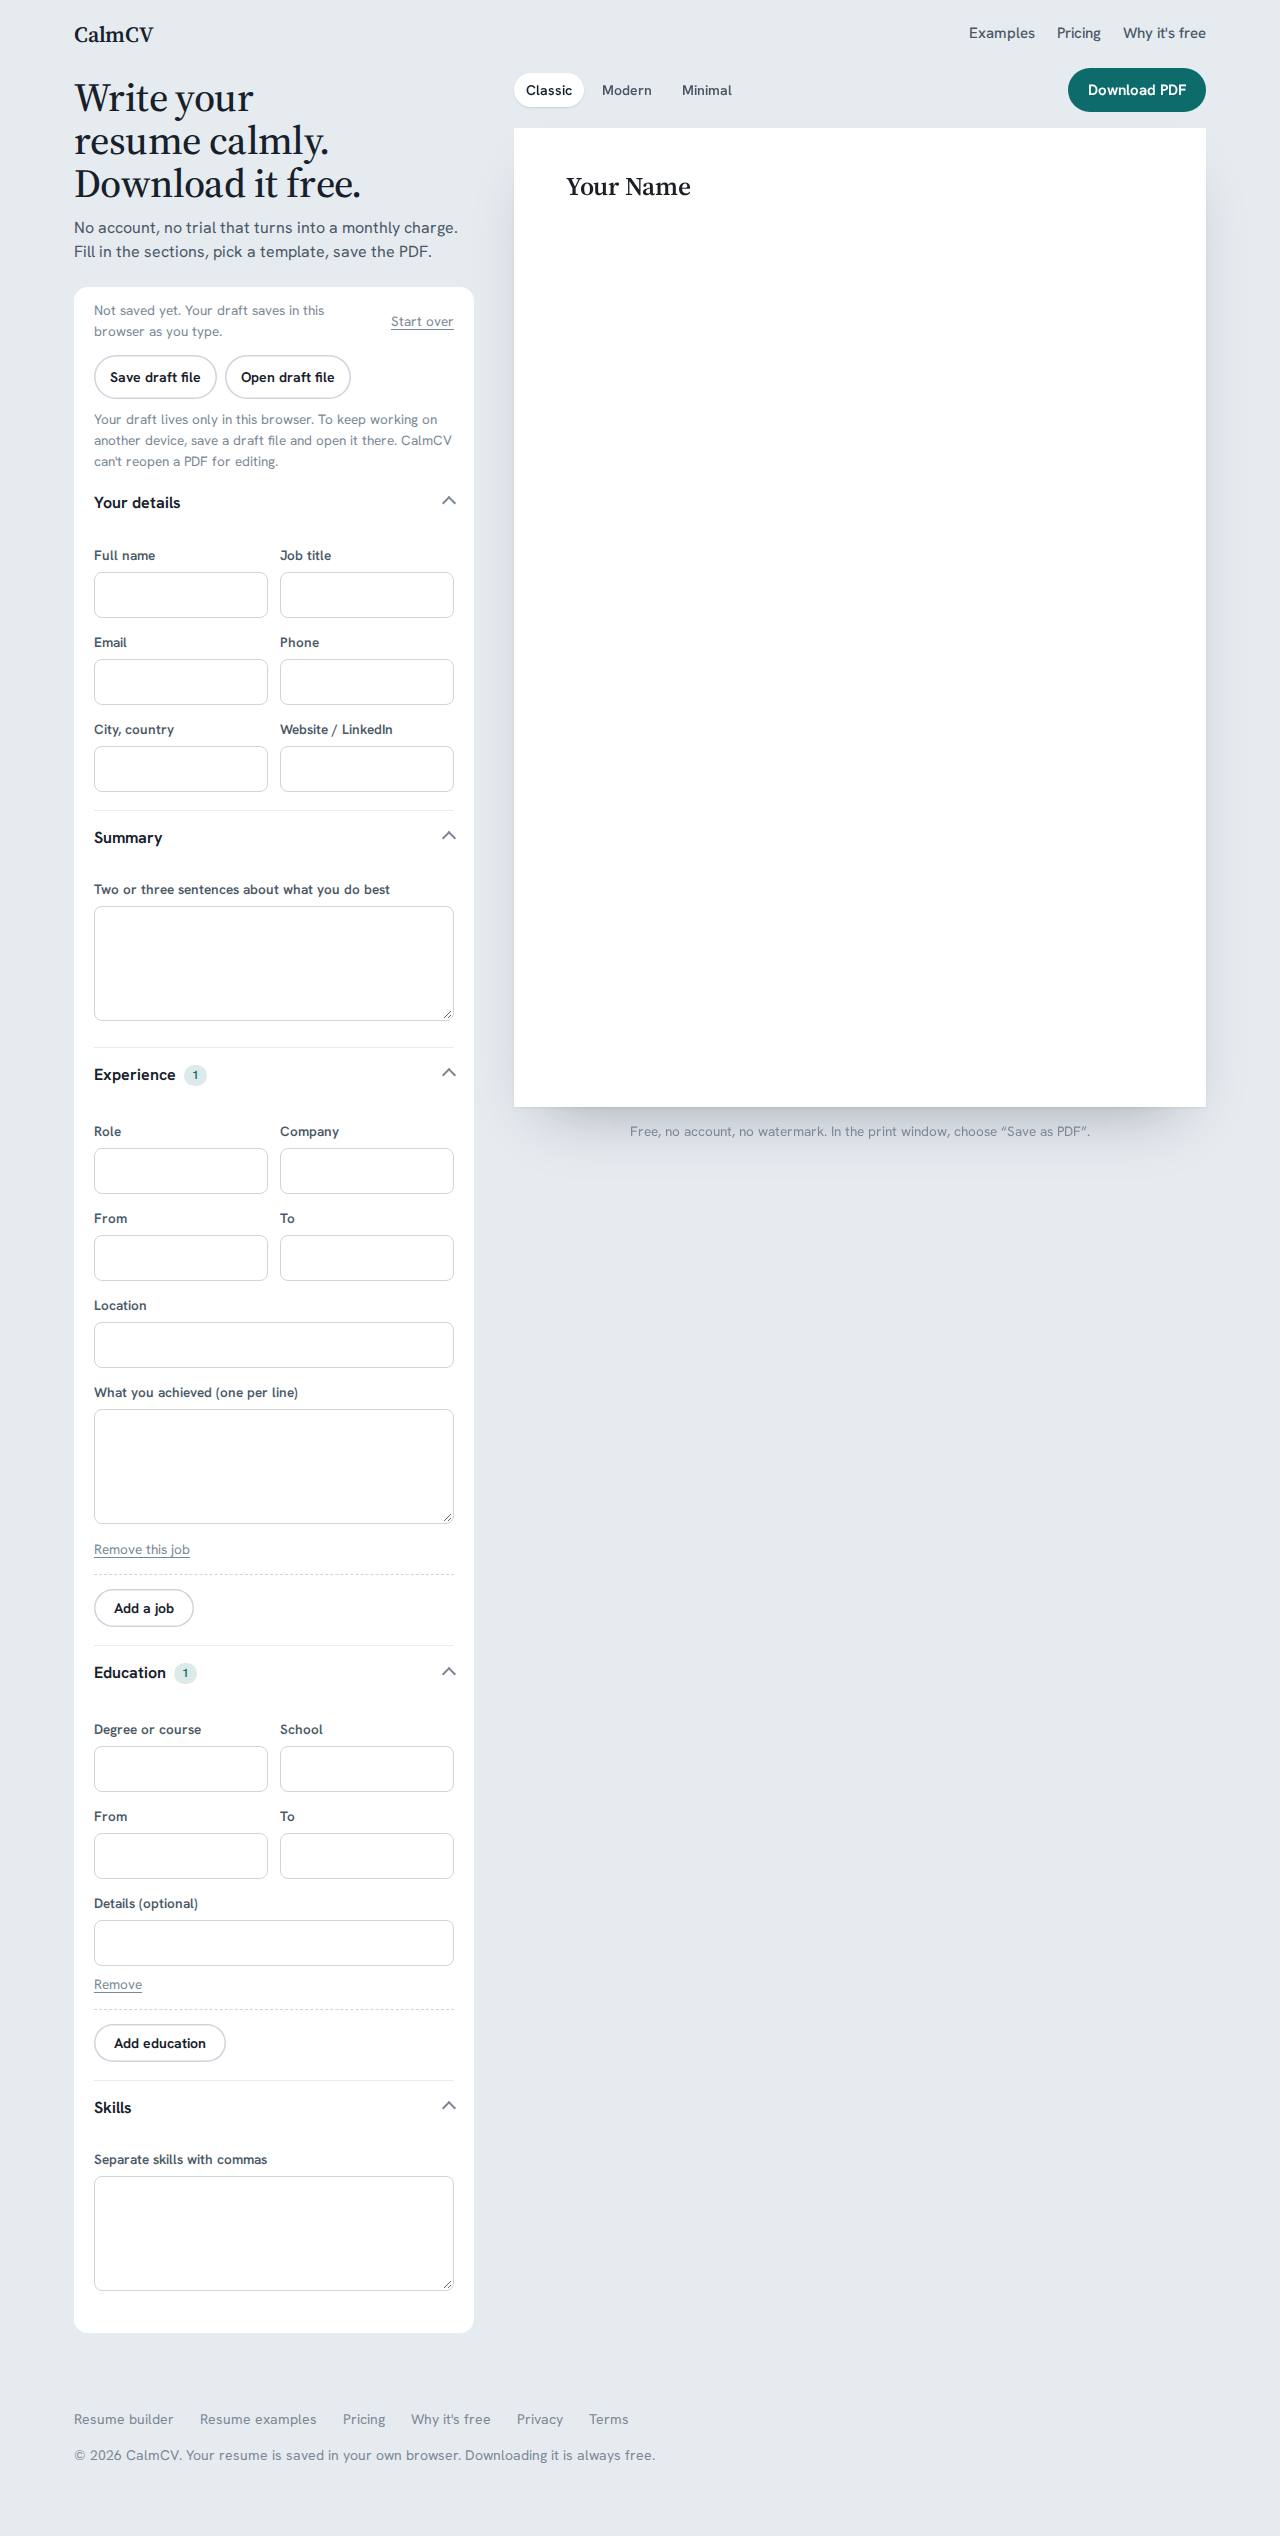 CalmCV
Examples Pricing Why it's free
Write your
resume calmly.
Download it free.
No account, no trial that turns into a monthly charge.
Fill in the sections, pick a template, save the PDF.
Not saved yet. Your draft saves in this
browser as you type.
Start over
Save draft file Open draft file
Your draft lives only in this browser. To keep working on
another device, save a draft file and open it there. CalmCV
can't reopen a PDF for editing.
Your details
Full name Job title
Email Phone
City, country Website / LinkedIn
Summary
Two or three sentences about what you do best
Experience 1
Role Company
From To
Location
What you achieved (one per line)
Remove this job
Add a job
Education 1
Degree or course School
From To
Details (optional)
Remove
Add education
Skills
Separate skills with commas
Classic Modern Minimal Download PDF
Your Name
Free, no account, no watermark. In the print window, choose “Save as PDF”.
Resume builder Resume examples Pricing Why it's free Privacy Terms
© 2026 CalmCV. Your resume is saved in your own browser. Downloading it is always free.